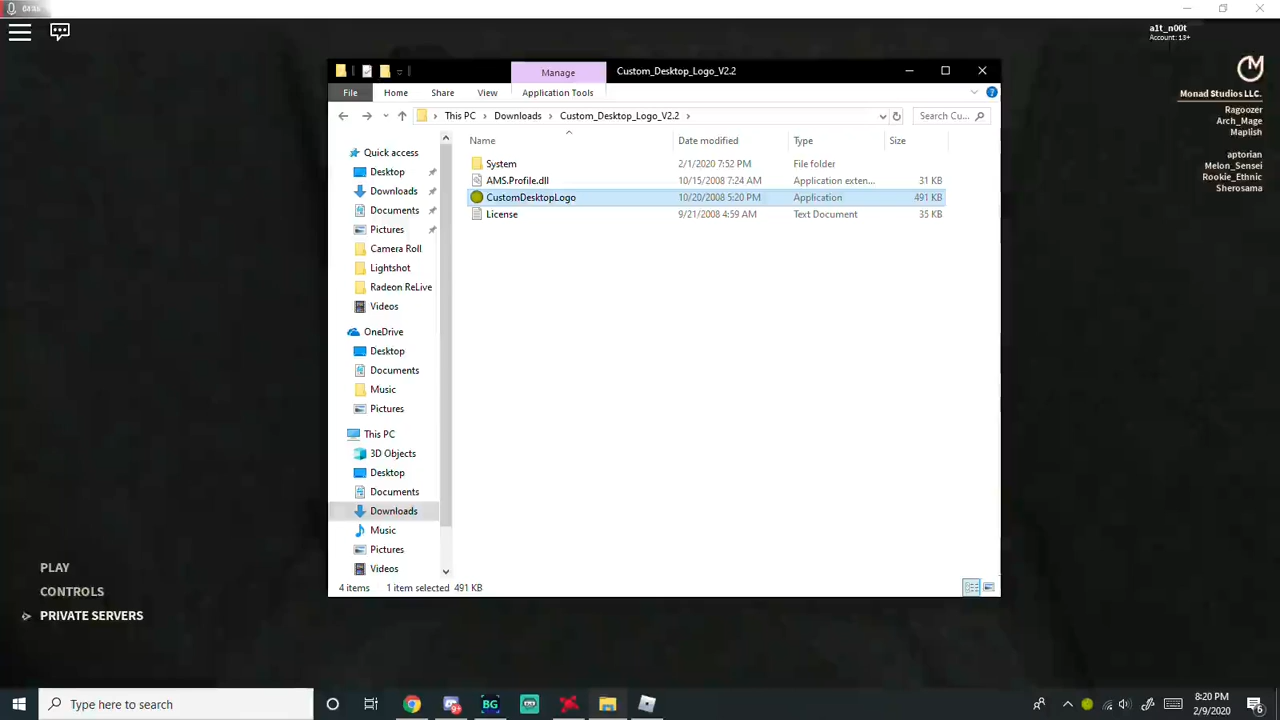 a1t_n00t
Account: 13+
Monad Studios LLC.
Ragoozer
Arch_Mage
Maplish
aptorian
Melon_Sensei
Rookie_Ethnic
Sherosama
Manage
Custom_Desktop_Logo_V2.2
File
Home
Share
View
Application Tools
This PC > Downloads > Custom_Desktop_Logo_V2.2 >
Search Cu...
Name
Date modified
Type
Size
System
2/1/2020 7:52 PM
File folder
AMS.Profile.dll
10/15/2008 7:24 AM
Application exten...
31 KB
CustomDesktopLogo
10/20/2008 5:20 PM
Application
491 KB
License
9/21/2008 4:59 AM
Text Document
35 KB
Quick access
Desktop
Downloads
Documents
Pictures
Camera Roll
Lightshot
Radeon ReLive
Videos
OneDrive
Desktop
Documents
Music
Pictures
This PC
3D Objects
Desktop
Documents
Downloads
Music
Pictures
Videos
4 items
1 item selected 491 KB
PLAY
CONTROLS
PRIVATE SERVERS
Type here to search
BG
8:20 PM
2/9/2020
6